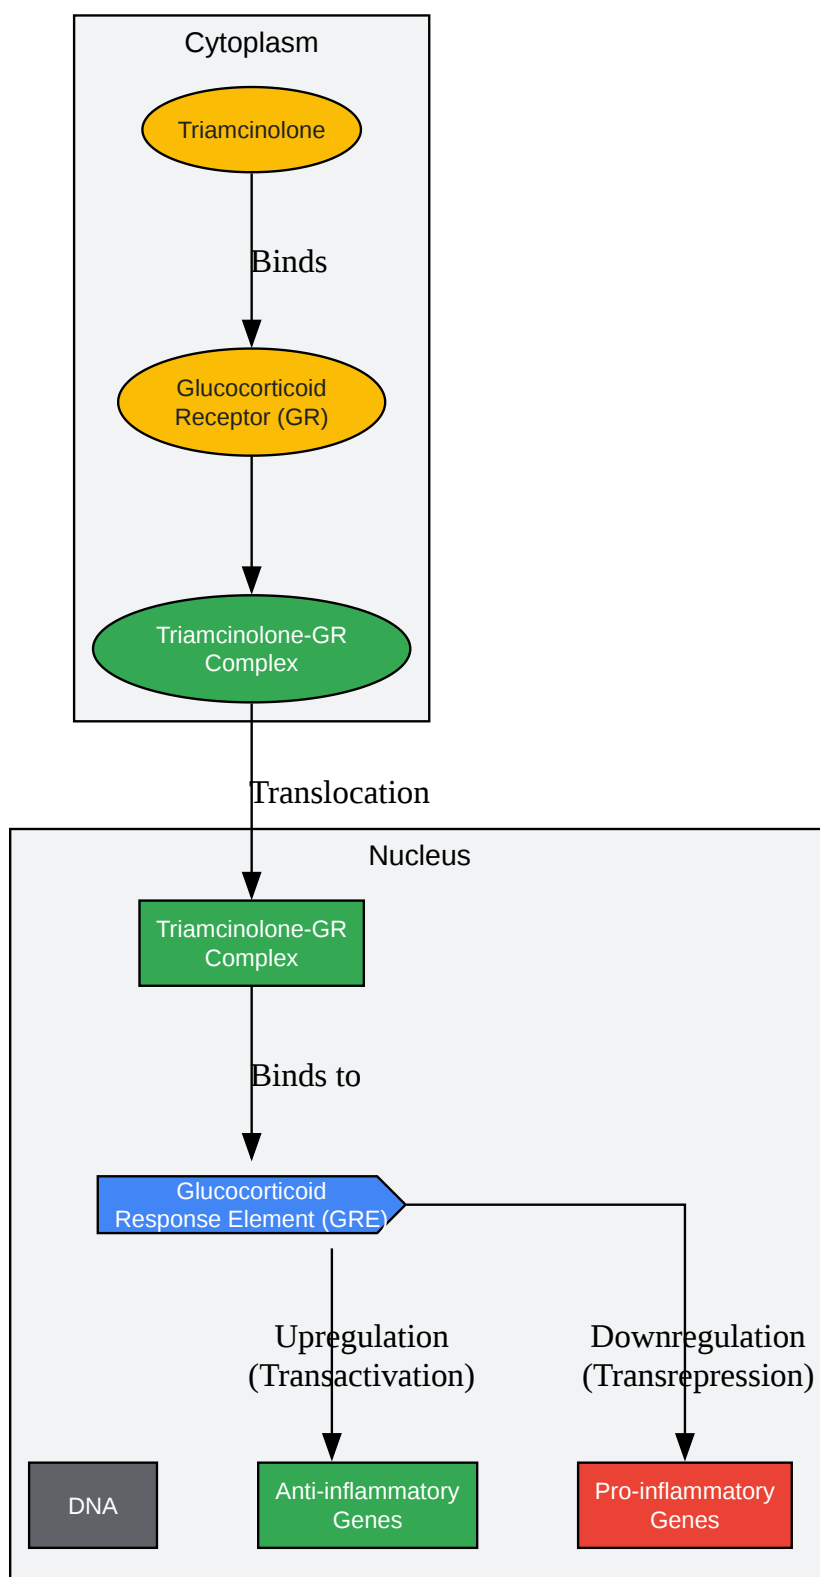 Cytoplasm
Triamcinolone
Binds
Glucocorticoid
Receptor (GR)
Triamcinolone-GR
Complex
Translocation
Nucleus
Triamcinolone-GR
Complex
Binds to
Glucocorticoid
Response Element (GRE)
Upregulation
(Transactivation)
Downregulation
(Transrepression)
DNA
Anti-inflammatory
Genes
Pro-inflammatory
Genes